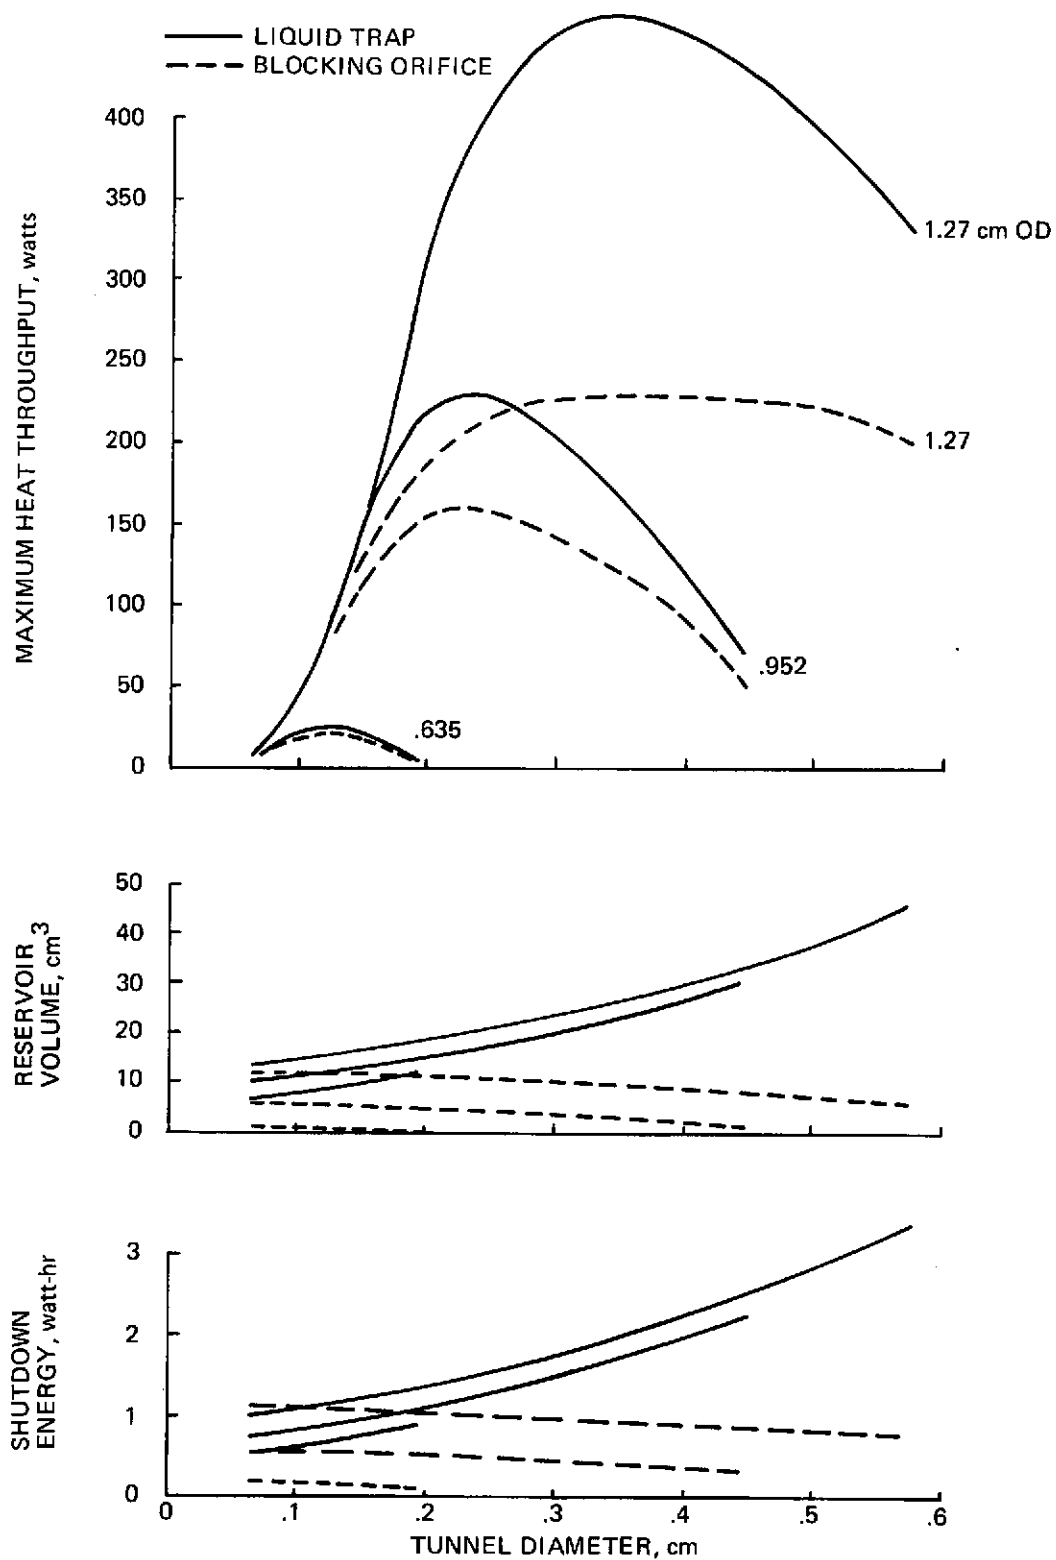 LIQUID TRAP
BLOCKING ORIFICE
MAXIMUM HEAT THROUGHPUT, watts
400
350
300
250
200
150
100
50
0
1.27 cm OD
1.27
.952
.635
RESERVOIR
VOLUME, cm3
50
40
30
20
10
0
SHUTDOWN
ENERGY, watt-hr
3
2
1
0
0 .1 .2 .3 .4 .5 .6
TUNNEL DIAMETER, cm